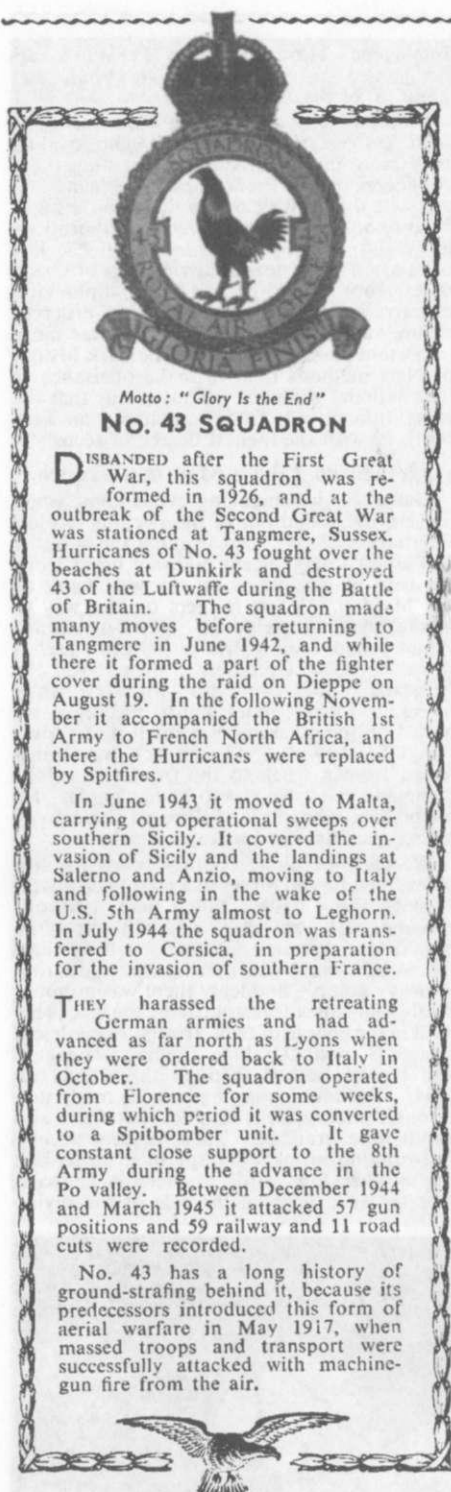 SQUADRON
43
ROYAL AIR FORCE
GLORIA FINIS
Motto: "Glory Is the End"
No. 43 SQUADRON
DISBANDED after the First Great
War, this squadron was re-
formed in 1926, and at the
outbreak of the Second Great War
was stationed at Tangmere, Sussex.
Hurricanes of No. 43 fought over the
beaches at Dunkirk and destroyed
43 of the Luftwaffe during the Battle
of Britain. The squadron made
many moves before returning to
Tangmere in June 1942, and while
there it formed a part of the fighter
cover during the raid on Dieppe on
August 19. In the following Novem-
ber it accompanied the British 1st
Army to French North Africa, and
there the Hurricanes were replaced
by Spitfires.
In June 1943 it moved to Malta,
carrying out operational sweeps over
southern Sicily. It covered the in-
vasion of Sicily and the landings at
Salerno and Anzio, moving to Italy
and following in the wake of the
U.S. 5th Army almost to Leghorn.
In July 1944 the squadron was trans-
ferred to Corsica, in preparation
for the invasion of southern France.
THEY harassed the retreating
German armies and had ad-
vanced as far north as Lyons when
they were ordered back to Italy in
October. The squadron operated
from Florence for some weeks,
during which period it was converted
to a Spitbomber unit. It gave
constant close support to the 8th
Army during the advance in the
Po valley. Between December 1944
and March 1945 it attacked 57 gun
positions and 59 railway and 11 road
cuts were recorded.
No. 43 has a long history of
ground-strafing behind it, because its
predecessors introduced this form of
aerial warfare in May 1917, when
massed troops and transport were
successfully attacked with machine-
gun fire from the air.